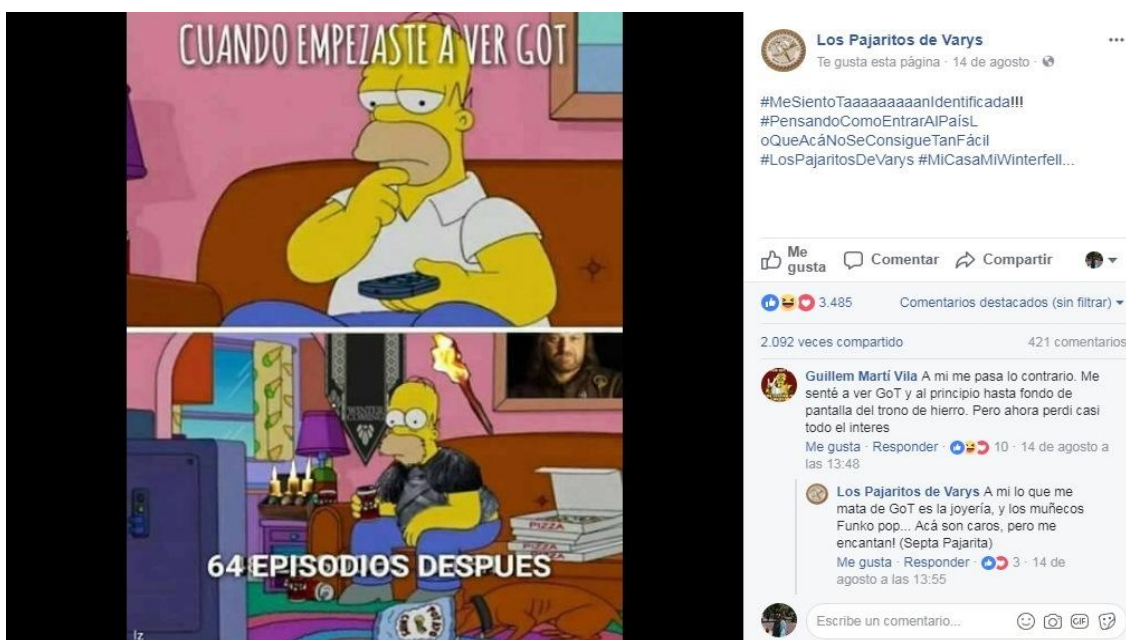 CUANDO EMPEZASTE A VER GOT
WINTER
COMING
PIZZA
PIZZA
64 EPISODIOS DESPUES
lz
Los Pajaritos de Varys
Te gusta esta página · 14 de agosto ·
#MeSientoTaaaaaaaaanIdentificada!!!
#PensandoComoEntrarAlPaísL
oQueAcáNoSeConsigueTanFácil
#LosPajaritosDeVarys #MiCasaMiWinterfell...
Me gusta Comentar Compartir
3.485 Comentarios destacados (sin filtrar)
2.092 veces compartido 421 comentarios
Guillem Martí Vila A mi me pasa lo contrario. Me
senté a ver GoT y al principio hasta fondo de
pantalla del trono de hierro. Pero ahora perdi casi
todo el interes
Me gusta · Responder · 10 · 14 de agosto a
las 13:48
Los Pajaritos de Varys A mi lo que me
mata de GoT es la joyería, y los muñecos
Funko pop... Acá son caros, pero me
encantan! (Septa Pajarita)
Me gusta · Responder · 3 · 14 de
agosto a las 13:55
Escribe un comentario...
GIF